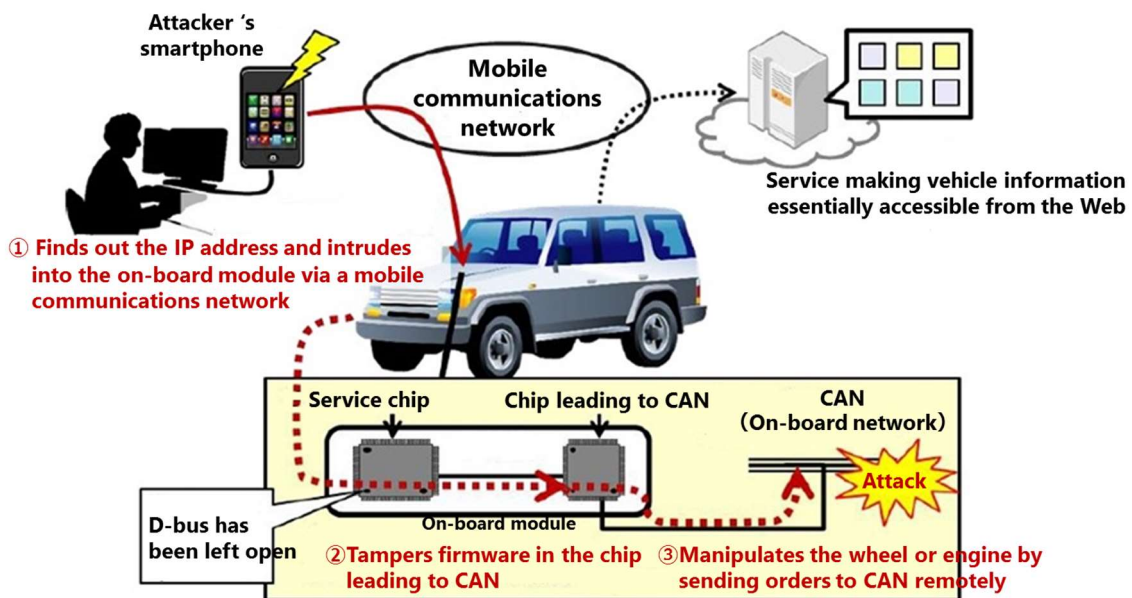 Attacker ‘s
smartphone
Mobile
communications
network
Service making vehicle information
essentially accessible from the Web
① Finds out the IP address and intrudes
into the on-board module via a mobile
communications network
Service chip
Chip leading to CAN
CAN
（On-board network）
Attack
D-bus has
been left open
On-board module
②Tampers firmware in the chip
leading to CAN
③Manipulates the wheel or engine by
sending orders to CAN remotely